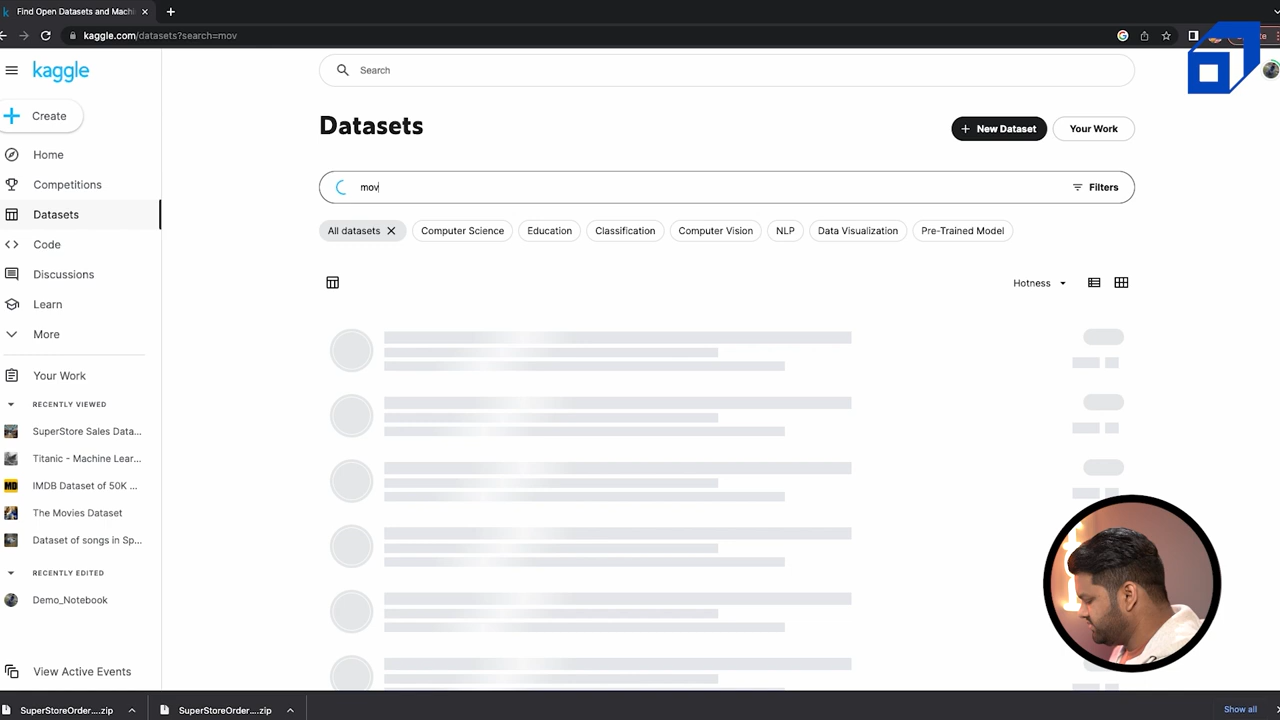 Find Open Datasets and Machi
kaggle.com/datasets?search=mov
kaggle
Search
Create
Datasets
New Dataset
Your Work
Home
Competitions
mov
Filters
Datasets
All datasets
Computer Science
Education
Classification
Computer Vision
NLP
Data Visualization
Pre-Trained Model
Code
Discussions
Hotness
Learn
More
Your Work
RECENTLY VIEWED
SuperStore Sales Data...
Titanic - Machine Lear...
IMDB Dataset of 50K ...
The Movies Dataset
Dataset of songs in Sp...
RECENTLY EDITED
Demo_Notebook
View Active Events
SuperStoreOrder....zip
SuperStoreOrder....zip
Show all